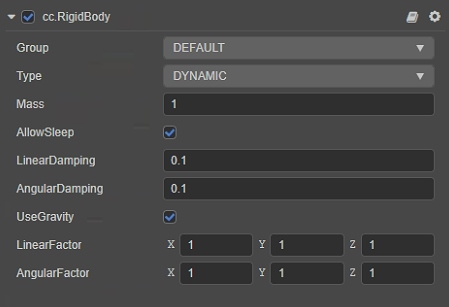 cc.RigidBody
Group DEFAULT
Type DYNAMIC
Mass 1
AllowSleep
LinearDamping 0.1
AngularDamping 0.1
UseGravity
LinearFactor X 1 Y 1 Z 1
AngularFactor X 1 Y 1 Z 1